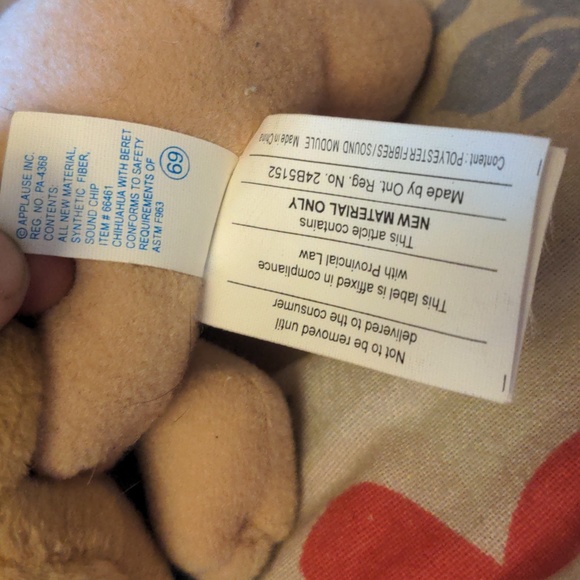 © APPLAUSE INC.
REG. NO. PA-4368
CONTENTS:
ALL NEW MATERIAL,
SYNTHETIC FIBER,
SOUND CHIP
ITEM # 66461
CHIHUAHUA WITH BERET
CONFORMS TO SAFETY
REQUIREMENTS OF
ASTM F963
69
Not to be removed until
delivered to the consumer
This label is affixed in compliance
with Provincial Law
This article contains
NEW MATERIAL ONLY
Made by Ont. Reg. No. 24B5152
Content : POLYESTER FIBRES / SOUND MODULE Made in China